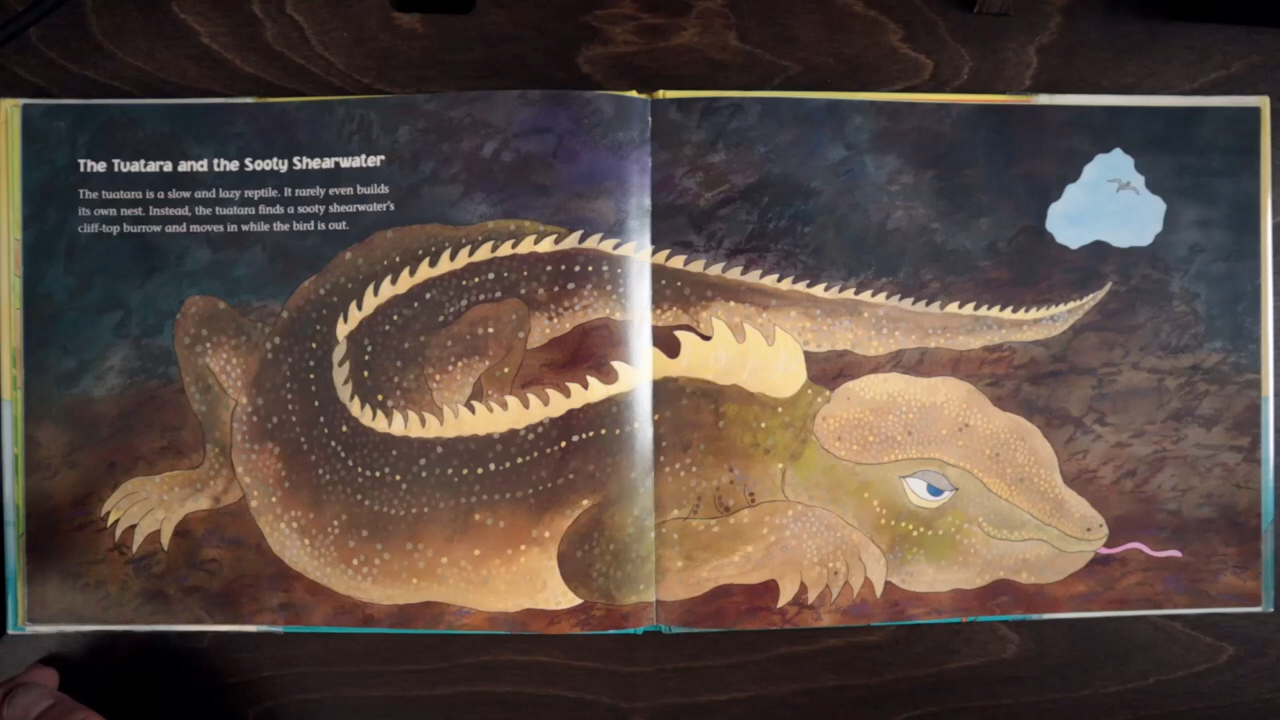 The Tuatara and the Sooty Shearwater
The tuatara is a slow and lazy reptile. It rarely even builds
its own nest. Instead, the tuatara finds a sooty shearwater's
cliff-top burrow and moves in while the bird is out.